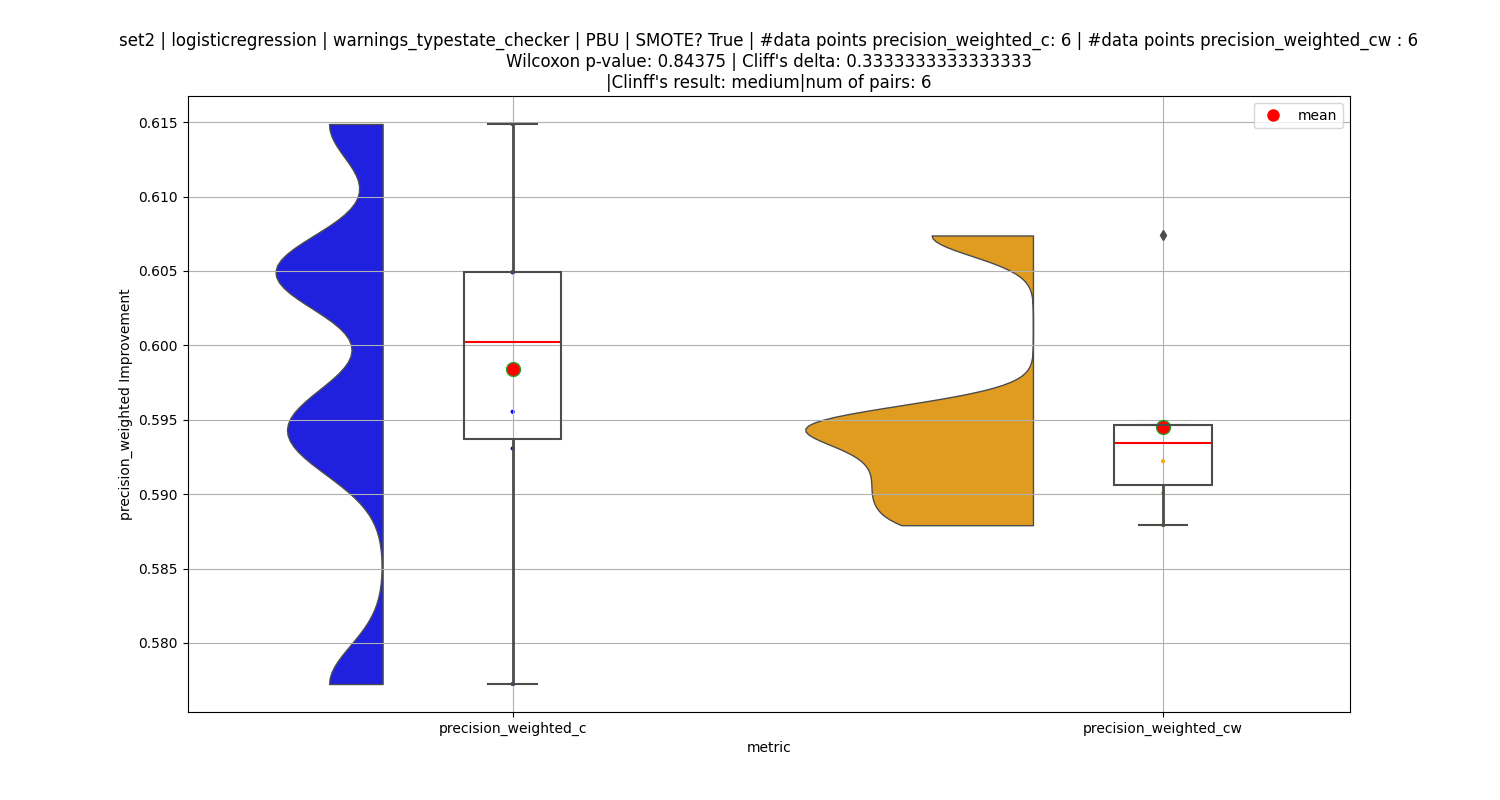 set2 | logisticregression | warnings_typestate_checker | PBU | SMOTE? True | #data points precision_weighted_c: 6 | #data points precision_weighted_cw : 6
Wilcoxon p-value: 0.84375 | Cliff's delta: 0.3333333333333333
|Clinff's result: medium|num of pairs: 6
mean
0.615
0.610
0.605
0.600
0.595
0.590
0.585
0.580
precision_weighted Improvement
precision_weighted_c
precision_weighted_cw
metric